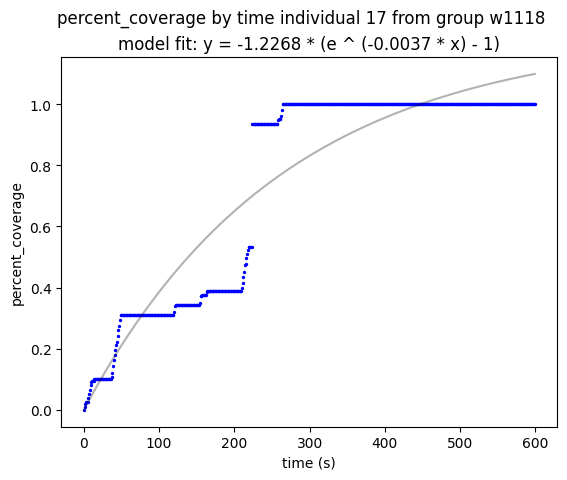 percent_coverage by time individual 17 from group w1118
model fit: y = -1.2268 * (e ^ (-0.0037 * x) - 1)
1.0
0.8
0.6
0.4
0.2
0.0
percent_coverage
0 100 200 300 400 500 600
time (s)